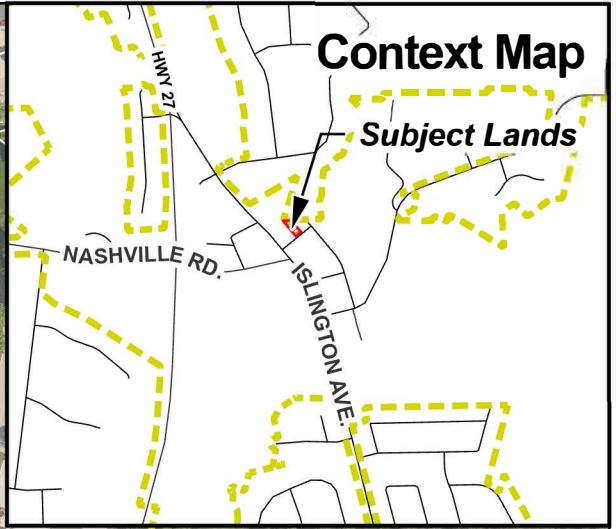 Context Map
HWY 27
Subject Lands
NASHVILLE RD.
ISLINGTON AVE.